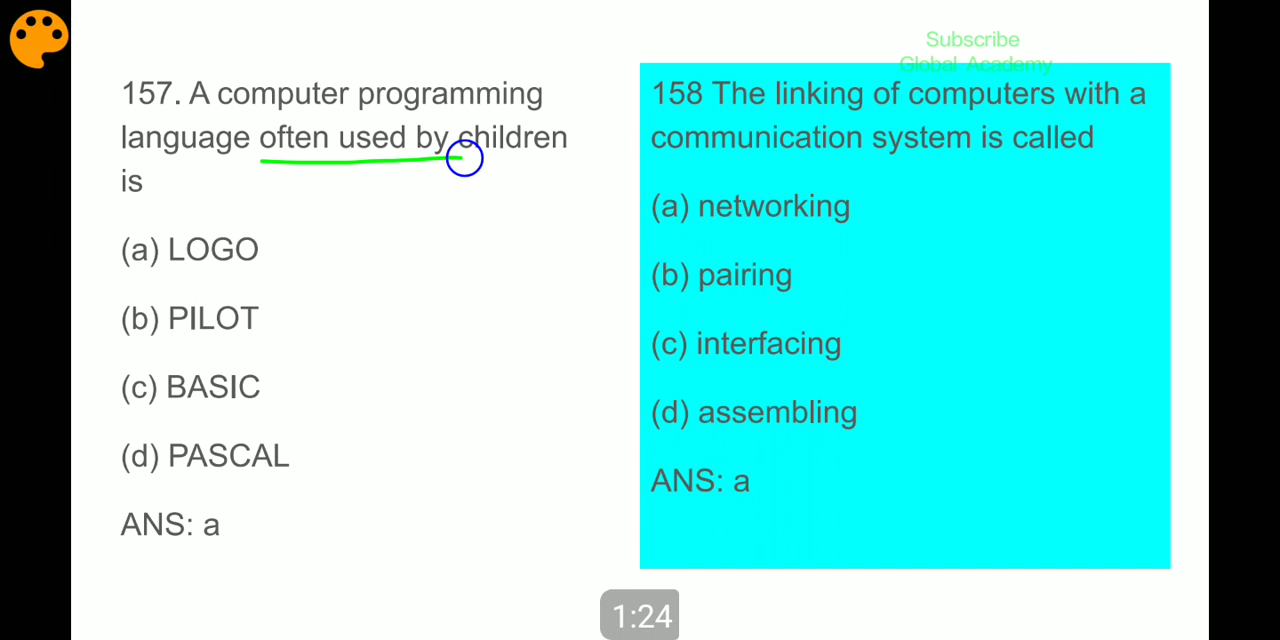 Subscribe
Global Academy
157. A computer programming
language often used by children
is
(a) LOGO
(b) PILOT
(c) BASIC
(d) PASCAL
ANS: a
158 The linking of computers with a
communication system is called
(a) networking
(b) pairing
(c) interfacing
(d) assembling
ANS: a
1:24